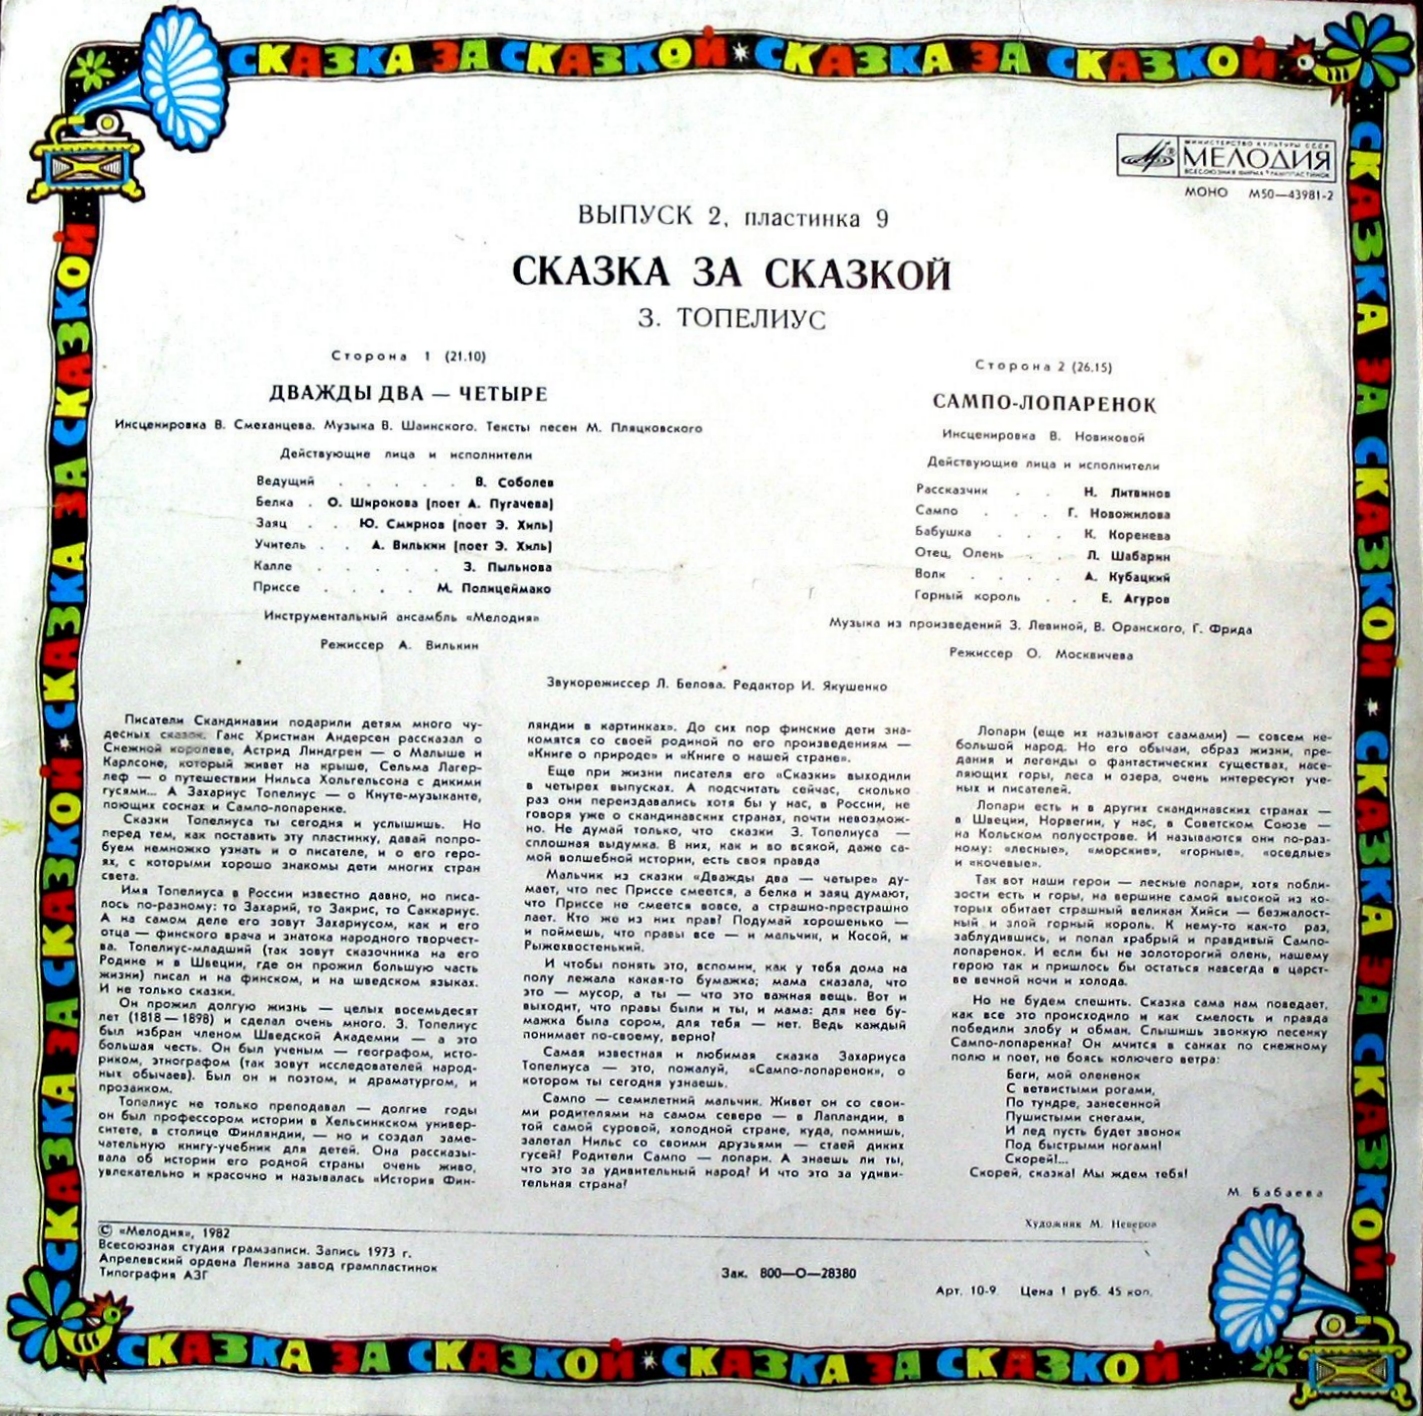 СКАЗКА ЗА СКАЗКОЙ * СКАЗКА ЗА СКАЗКОЙ
МИНИСТЕРСТВО КУЛЬТУРЫ СССР
МЕЛОДИЯ
ВСЕСОЮЗНАЯ ФИРМА ГРАМПЛАСТИНОК
МОНО М50—43981-2
ВЫПУСК 2, пластинка 9
СКАЗКА ЗА СКАЗКОЙ
З. ТОПЕЛИУС
Сторона 1 (21.10)
ДВАЖДЫ ДВА — ЧЕТЫРЕ
Инсценировка В. Смеханцева. Музыка В. Шаинского. Тексты песен М. Пляцковского
Действующие лица и исполнители
Ведущий . . . . . В. Соболев
Белка . О. Широкова (поет А. Пугачева)
Заяц . . Ю. Смирнов (поет Э. Хиль)
Учитель . . А. Вилькин (поет Э. Хиль)
Калле . . . . . З. Пыльнова
Приссе . . . . М. Полицеймако
Инструментальный ансамбль «Мелодия»
Режиссер А. Вилькин
Сторона 2 (26.15)
САМПО-ЛОПАРЕНОК
Инсценировка В. Новиковой
Действующие лица и исполнители
Рассказчик . . Н. Литвинов
Сампо . . . Г. Новожилова
Бабушка . . . К. Коренева
Отец, Олень . . Л. Шабарин
Волк . . . . А. Кубацкий
Горный король . . Е. Агуров
Музыка из произведений З. Левиной, В. Оранского, Г. Фрида
Режиссер О. Москвичева
Звукорежиссер Л. Белова. Редактор И. Якушенко
Писатели Скандинавии подарили детям много чу-
десных сказок. Ганс Христиан Андерсен рассказал о
Снежной королеве, Астрид Линдгрен — о Малыше и
Карлсоне, который живет на крыше, Сельма Лагер-
леф — о путешествии Нильса Хольгельсона с дикими
гусями... А Захариус Топелиус — о Кнуте-музыканте,
поющих соснах и Сампо-лопаренке.
Сказки Топелиуса ты сегодня и услышишь. Но
перед тем, как поставить эту пластинку, давай попро-
буем немножко узнать и о писателе, и о его геро-
ях, с которыми хорошо знакомы дети многих стран
света.
Имя Топелиуса в России известно давно, но писа-
лось по-разному: то Захарий, то Закрис, то Саккариус.
А на самом деле его зовут Захариусом, как и его
отца — финского врача и знатока народного творчест-
ва. Топелиус-младший (так зовут сказочника на его
Родине и в Швеции, где он прожил большую часть
жизни) писал и на финском, и на шведском языках.
И не только сказки.
Он прожил долгую жизнь — целых восемьдесят
лет (1818—1898) и сделал очень много. З. Топелиус
был избран членом Шведской Академии — а это
большая честь. Он был ученым — географом, исто-
риком, этнографом (так зовут исследователей народ-
ных обычаев). Был он и поэтом, и драматургом, и
прозаиком.
Топелиус не только преподавал — долгие годы
он был профессором истории в Хельсинкском универ-
ситете, в столице Финляндии, — но и создал заме-
чательную книгу-учебник для детей. Она рассказы-
вала об истории его родной страны очень живо,
увлекательно и красочно и называлась «История Фин-
ляндии в картинках». До сих пор финские дети зна-
комятся со своей родиной по его произведениям —
«Книге о природе» и «Книге о нашей стране».
Еще при жизни писателя его «Сказки» выходили
в четырех выпусках. А подсчитать сейчас, сколько
раз они переиздавались хотя бы у нас, в России, не
говоря уже о скандинавских странах, почти невозмож-
но. Не думай только, что сказки З. Топелиуса —
сплошная выдумка. В них, как и во всякой, даже са-
мой волшебной истории, есть своя правда
Мальчик из сказки «Дважды два — четыре» ду-
мает, что пес Приссе смеется, а белка и заяц думают,
что Приссе не смеется вовсе, а страшно-престрашно
лает. Кто же из них прав? Подумай хорошенько —
и поймешь, что правы все — и мальчик, и Косой, и
Рыжехвостенький.
И чтобы понять это, вспомни, как у тебя дома на
полу лежала какая-то бумажка; мама сказала, что
это — мусор, а ты — что это важная вещь. Вот и
выходит, что правы были и ты, и мама: для нее бу-
мажка была сором, для тебя — нет. Ведь каждый
понимает по-своему, верно?
Самая известная и любимая сказка Захариуса
Топелиуса — это, пожалуй, «Сампо-лопаренок», о
котором ты сегодня узнаешь.
Сампо — семилетний мальчик. Живет он со свои-
ми родителями на самом севере — в Лапландии, в
той самой суровой, холодной стране, куда, помнишь,
залетал Нильс со своими друзьями — стаей диких
гусей? Родители Сампо — лопари. А знаешь ли ты,
что это за удивительный народ? И что это за удиви-
тельная страна?
Лопари (еще их называют саамами) — совсем не-
большой народ. Но его обычаи, образ жизни, пре-
дания и легенды о фантастических существах, насе-
ляющих горы, леса и озера, очень интересуют уче-
ных и писателей.
Лопари есть и в других скандинавских странах —
в Швеции, Норвегии, у нас, в Советском Союзе —
на Кольском полуострове. И называются они по-раз-
ному: «лесные», «морские», «горные», «оседлые»
и «кочевые».
Так вот наши герои — лесные лопари, хотя побли-
зости есть и горы, на вершине самой высокой из ко-
торых обитает страшный великан Хийси — безжалост-
ный и злой горный король. К нему-то как-то раз,
заблудившись, и попал храбрый и правдивый Сампо-
лопаренок. И если бы не золоторогий олень, нашему
герою так и пришлось бы остаться навсегда в царст-
ве вечной ночи и холода.
Но не будем спешить. Сказка сама нам поведает,
как все это происходило и как смелость и правда
победили злобу и обман. Слышишь звонкую песенку
Сампо-лопаренка? Он мчится в санках по снежному
полю и поет, не боясь колючего ветра:
Беги, мой олененок
С ветвистыми рогами,
По тундре, занесенной
Пушистыми снегами,
И лед пусть будет звонок
Под быстрыми ногами!
Скорей!...
Скорей, сказка! Мы ждем тебя!
М. Бабаева
Художник М. Неверов
© «Мелодия», 1982
Всесоюзная студия грамзаписи. Запись 1973 г.
Апрелевский ордена Ленина завод грампластинок
Типография АЗГ
Зак. 800—О—28380
Арт. 10-9 Цена 1 руб. 45 коп.
СКАЗКА ЗА СКАЗКОЙ * СКАЗКА ЗА СКАЗКОЙ
СКАЗКА ЗА СКАЗКОЙ * СКАЗКА ЗА СКАЗКОЙ
СКАЗКА ЗА СКАЗКОЙ * СКАЗКА ЗА СКАЗКОЙ